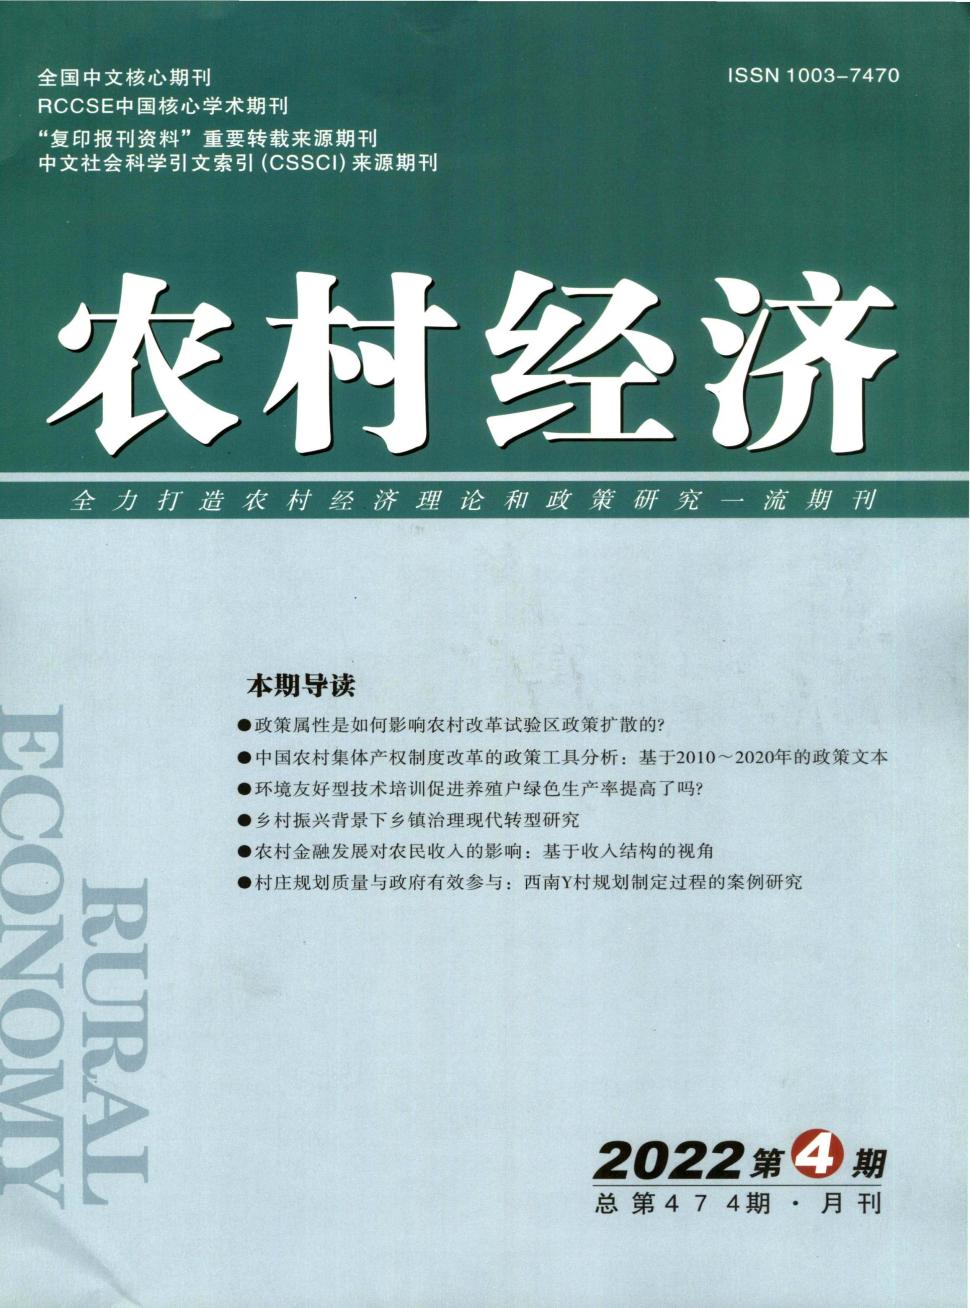 全国中文核心期刊
ISSN 1003-7470
RCCSE中国核心学术期刊
“复印报刊资料”重要转载来源期刊
中文社会科学引文索引(CSSCI)来源期刊
农村经济
全力打造农村经济理论和政策研究一流期刊
本期导读
●政策属性是如何影响农村改革试验区政策扩散的?
●中国农村集体产权制度改革的政策工具分析：基于2010～2020年的政策文本
●环境友好型技术培训促进养殖户绿色生产率提高了吗?
●乡村振兴背景下乡镇治理现代转型研究
●农村金融发展对农民收入的影响：基于收入结构的视角
●村庄规划质量与政府有效参与：西南Y村规划制定过程的案例研究
RURAL
ECONOMY
2022第4期
总第474期·月刊